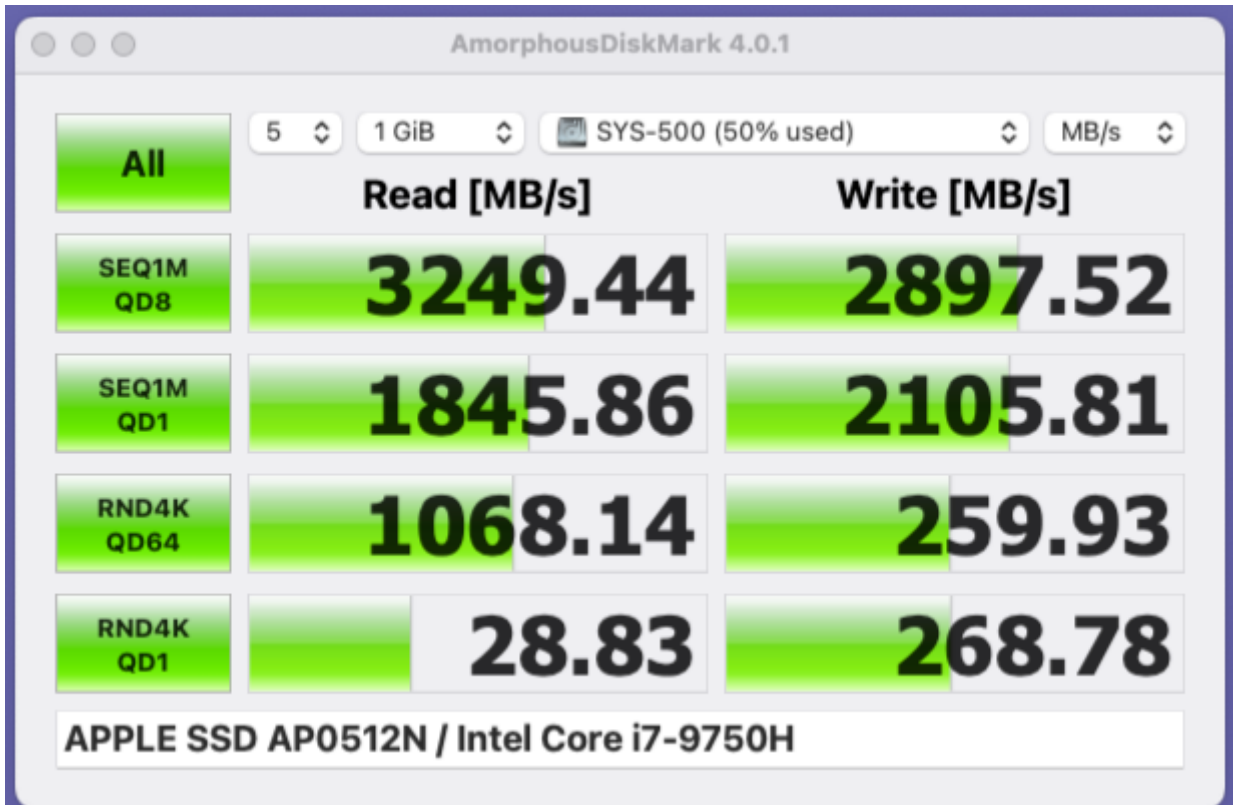 AmorphousDiskMark 4.0.1
All
5 1 GiB SYS-500 (50% used) MB/s
Read [MB/s] Write [MB/s]
SEQ1M
QD8
3249.44 2897.52
SEQ1M
QD1
1845.86 2105.81
RND4K
QD64
1068.14 259.93
RND4K
QD1
28.83 268.78
APPLE SSD AP0512N / Intel Core i7-9750H